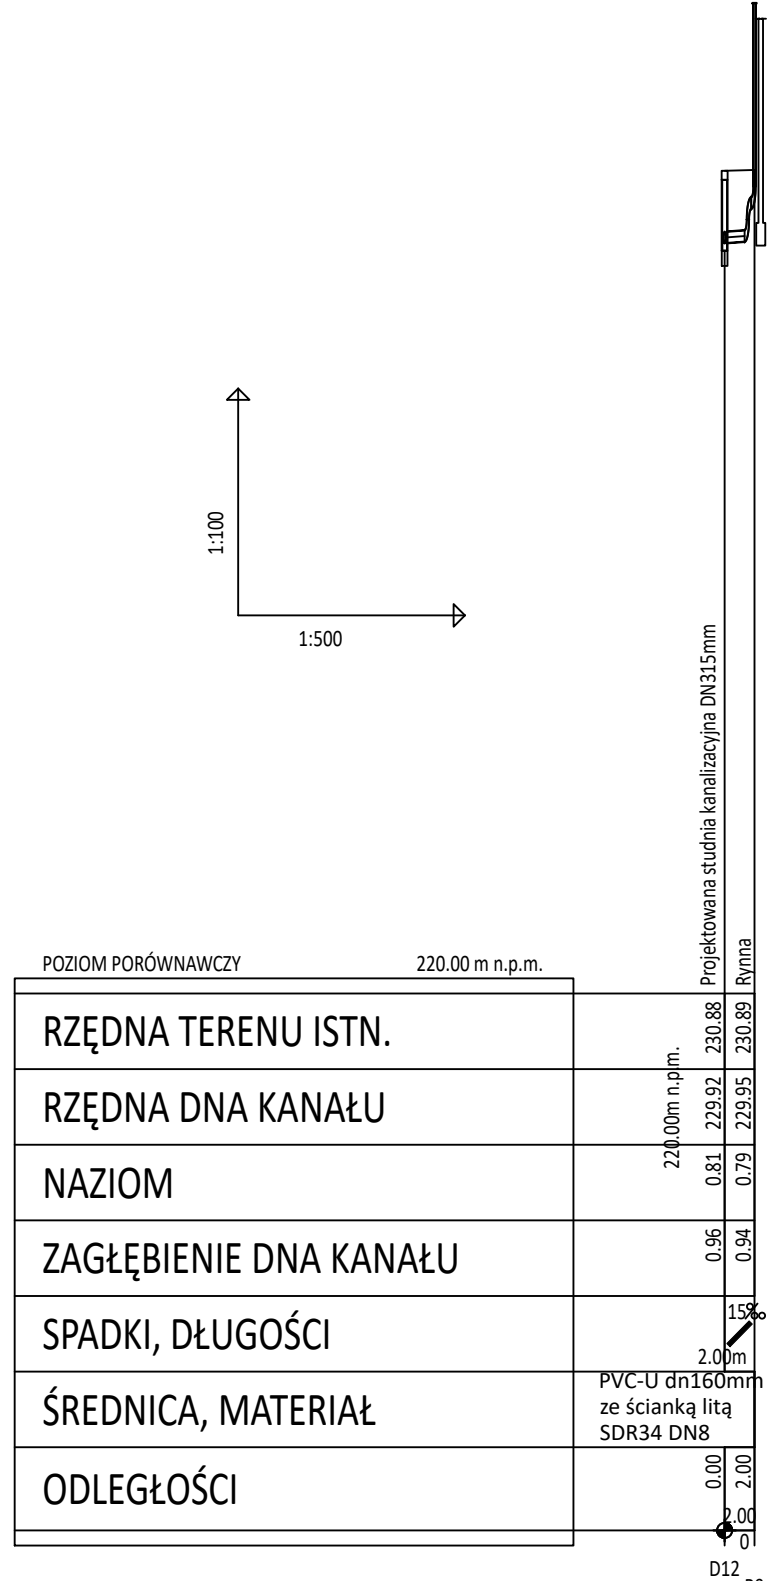 1:100
1:500
Projektowana studnia kanalizacyjna DN315mm
Rynna
POZIOM PORÓWNAWCZY 220.00 m n.p.m.
220.00m n.p.m.
RZĘDNA TERENU ISTN. 230.88 230.89
RZĘDNA DNA KANAŁU 229.92 229.95
NAZIOM 0.81 0.79
ZAGŁĘBIENIE DNA KANAŁU 0.96 0.94
SPADKI, DŁUGOŚCI 15‰
2.00m
ŚREDNICA, MATERIAŁ
PVC-U dn160mm
ze ścianką litą
SDR34 DN8
ODLEGŁOŚCI 0.00 2.00
2.00
0
D12